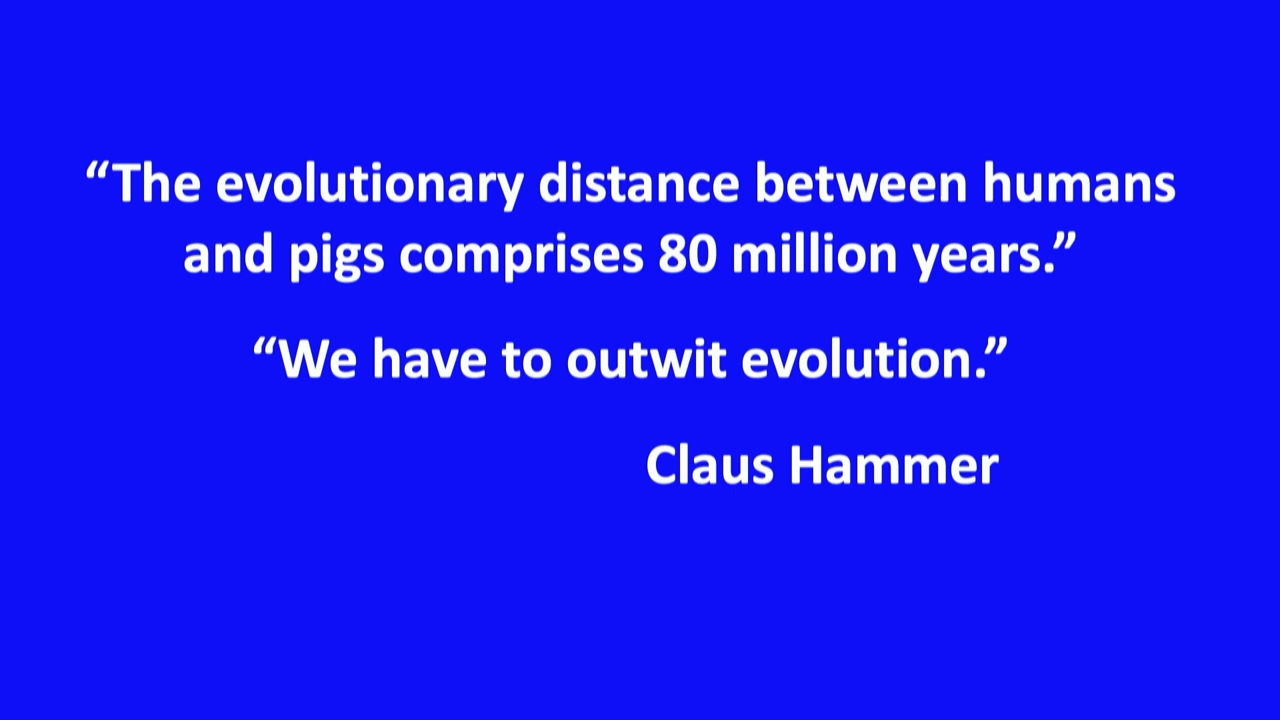 “The evolutionary distance between humans
and pigs comprises 80 million years.”
“We have to outwit evolution.”
Claus Hammer